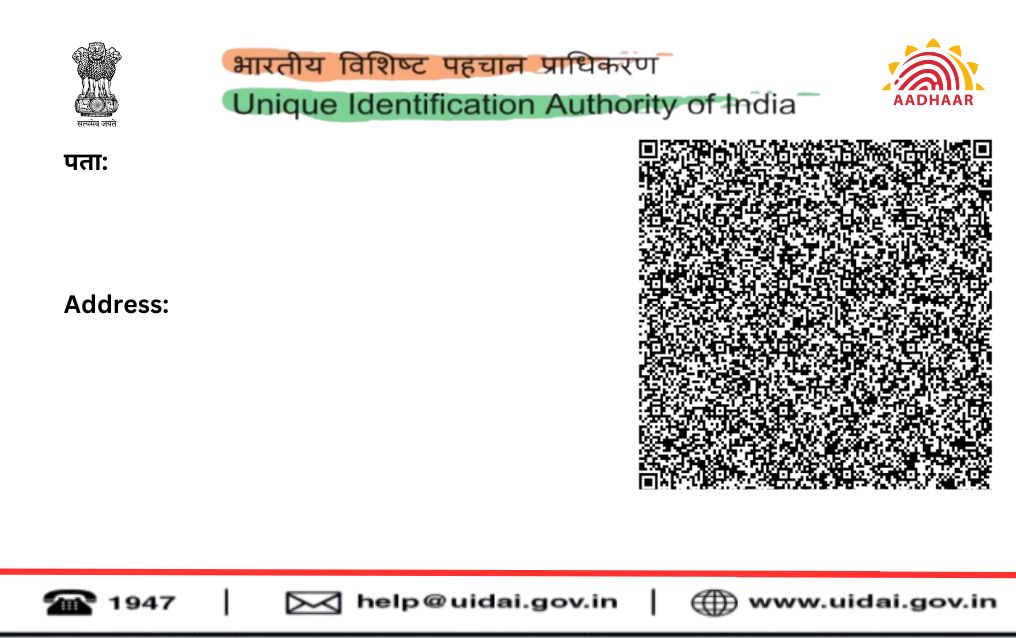 भारतीय विशिष्ट पहचान प्राधिकरण
Unique Identification Authority of India
सत्यमेव जयते
AADHAAR
पता:
Address:
1947 | help@uidai.gov.in | www.uidai.gov.in